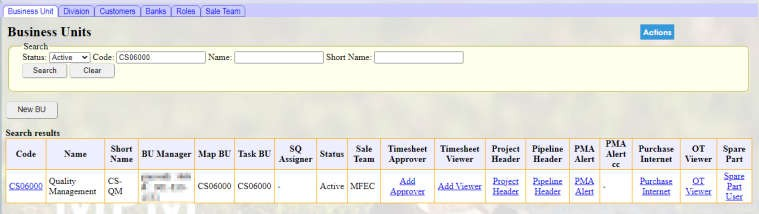 Business Unit Division Customers Banks Roles Sale Team
Business Units
Actions
Search
Status: Active Code: CS06000 Name: Short Name:
Search Clear
New BU
Search results
Code Name Short Name BU Manager Map BU Task BU SQ Assigner Status Sale Team Timesheet Approver Timesheet Viewer Project Header Pipeline Header PMA Alert PMA Alert cc Purchase Internet OT Viewer Spare Part
CS06000 Quality Management CS-QM CS06000 CS06000 - Active MFEC Add Approver Add Viewer Project Header Pipeline Header PMA Alert - Purchase Internet OT Viewer Spare Part User